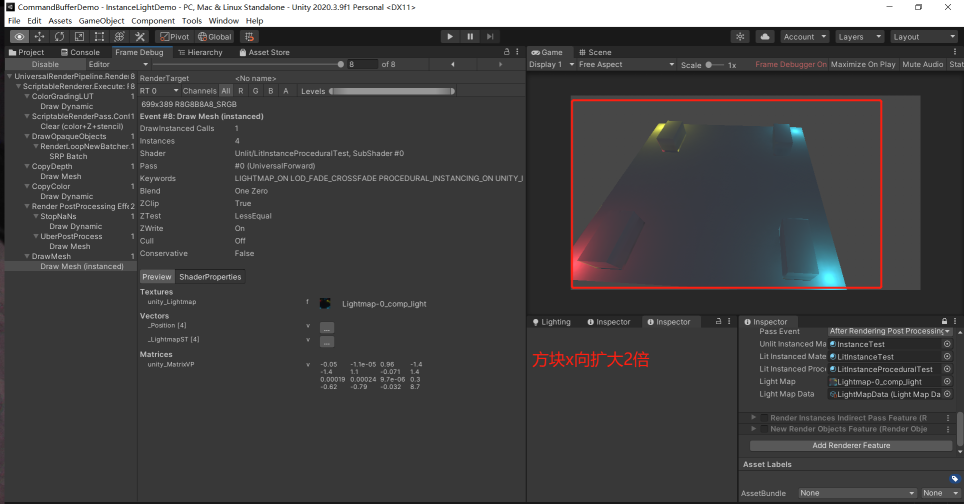 CommandBufferDemo - InstanceLightDemo - PC, Mac & Linux Standalone - Unity 2020.3.9f1 Personal <DX11>
File Edit Assets GameObject Component Tools Window Help
Pivot Global Account Layers Layout
Project Console Frame Debug Hierarchy Asset Store
Disable Editor 8 of 8
UniversalRenderPipeline.Render 8
ScriptableRenderer.Execute: F 8
ColorGradingLUT 1
Draw Dynamic
ScriptableRenderPass.Conf 1
Clear (color+Z+stencil)
DrawOpaqueObjects 1
RenderLoopNewBatcher. 1
SRP Batch
CopyDepth 1
Draw Mesh
CopyColor 1
Draw Dynamic
Render PostProcessing Effe 2
StopNaNs 1
Draw Dynamic
UberPostProcess 1
Draw Mesh
DrawMesh 1
Draw Mesh (instanced)
RenderTarget <No name>
RT 0 Channels All R G B A Levels
699x389 R8G8B8A8_SRGB
Event #8: Draw Mesh (instanced)
DrawInstanced Calls 1
Instances 4
Shader Unlit/LitInstanceProceduralTest, SubShader #0
Pass #0 (UniversalForward)
Keywords LIGHTMAP_ON LOD_FADE_CROSSFADE PROCEDURAL_INSTANCING_ON UNITY_
Blend One Zero
ZClip True
ZTest LessEqual
ZWrite On
Cull Off
Conservative False
Preview ShaderProperties
Textures
unity_Lightmap f Lightmap-0_comp_light
Vectors
_Position [4] v ...
_LightmapST [4] v ...
Matrices
unity_MatrixVP v -0.05 -1.1e-05 0.96 -1.4
-1.4 1.1 -0.071 1.4
0.00019 0.00024 9.7e-06 0.3
-0.62 -0.79 -0.032 8.7
Game Scene
Display 1 Free Aspect Scale 1x Frame Debugger On Maximize On Play Mute Audio Stat
Lighting Inspector Inspector
方块x向扩大2倍
Inspector
Pass Event After Rendering Post Processing
Unlit Instanced Ma InstanceTest
Lit Instanced Mate LitInstanceTest
Lit Instanced Proce LitInstanceProceduralTest
Light Map Lightmap-0_comp_light
Light Map Data LightMapData (Light Map Da
Render Instances Indirect Pass Feature (R
New Render Objects Feature (Render Obje
Add Renderer Feature
Asset Labels
AssetBundle None None